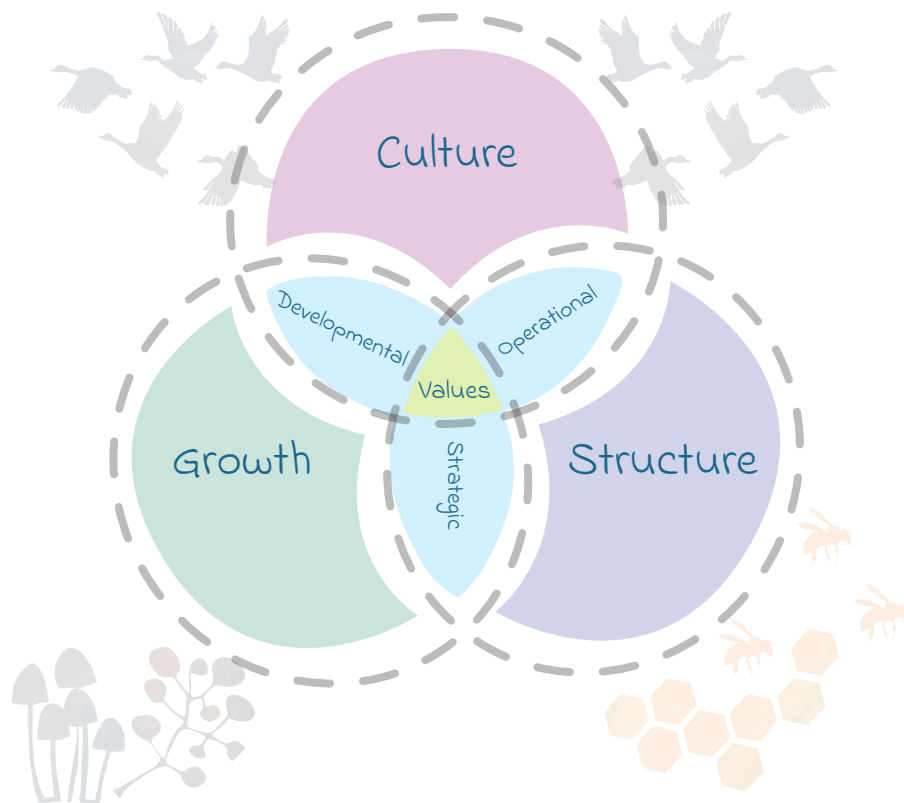 Culture
Developmental
Operational
Values
Growth
Strategic
Structure